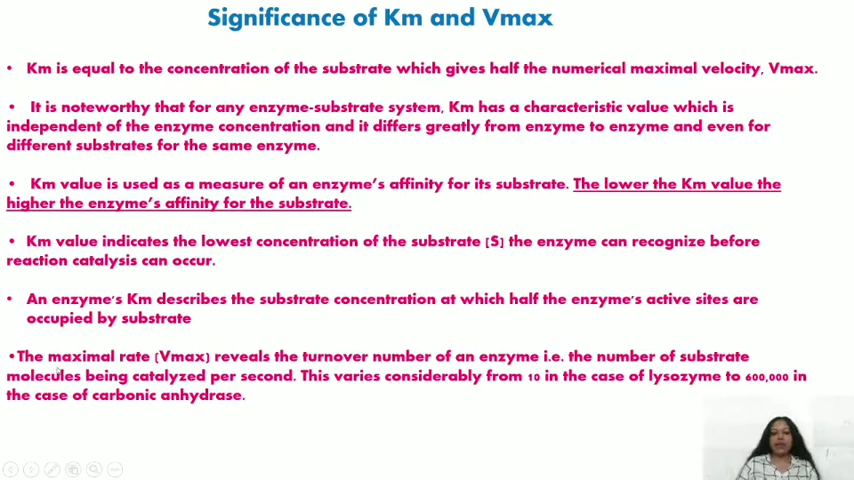 Significance of Km and Vmax
• Km is equal to the concentration of the substrate which gives half the numerical maximal velocity, Vmax.
• It is noteworthy that for any enzyme-substrate system, Km has a characteristic value which is
independent of the enzyme concentration and it differs greatly from enzyme to enzyme and even for
different substrates for the same enzyme.
• Km value is used as a measure of an enzyme's affinity for its substrate. The lower the Km value the
higher the enzyme's affinity for the substrate.
• Km value indicates the lowest concentration of the substrate [S] the enzyme can recognize before
reaction catalysis can occur.
• An enzyme's Km describes the substrate concentration at which half the enzyme's active sites are
occupied by substrate
•The maximal rate (Vmax) reveals the turnover number of an enzyme i.e. the number of substrate
molecules being catalyzed per second. This varies considerably from 10 in the case of lysozyme to 600,000 in
the case of carbonic anhydrase.